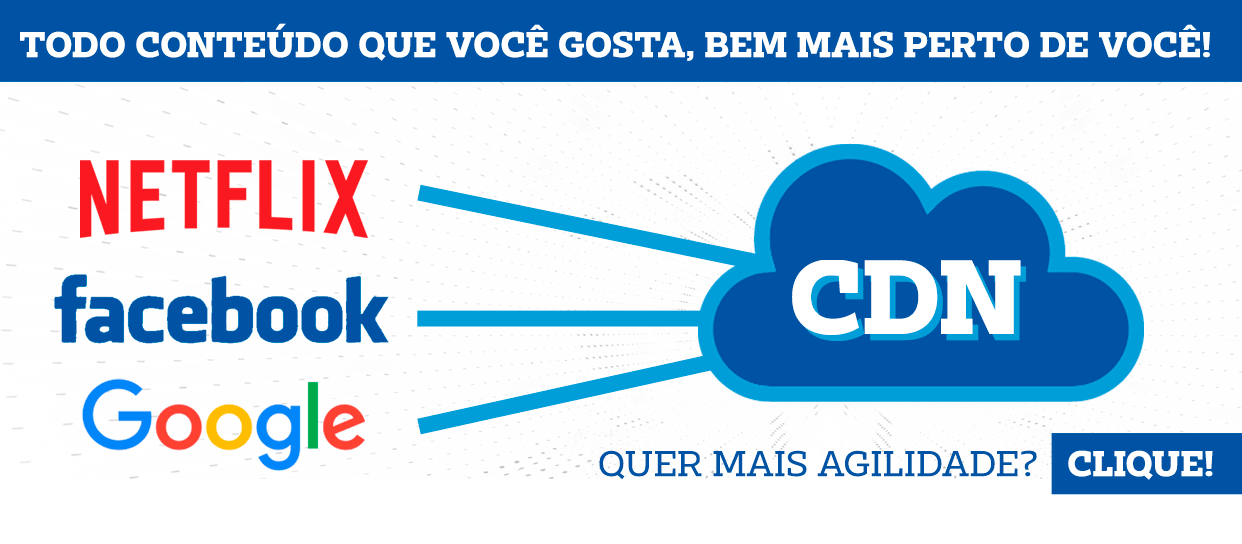 TODO CONTEÚDO QUE VOCÊ GOSTA, BEM MAIS PERTO DE VOCÊ!
NETFLIX
facebook
Google
CDN
QUER MAIS AGILIDADE? CLIQUE!